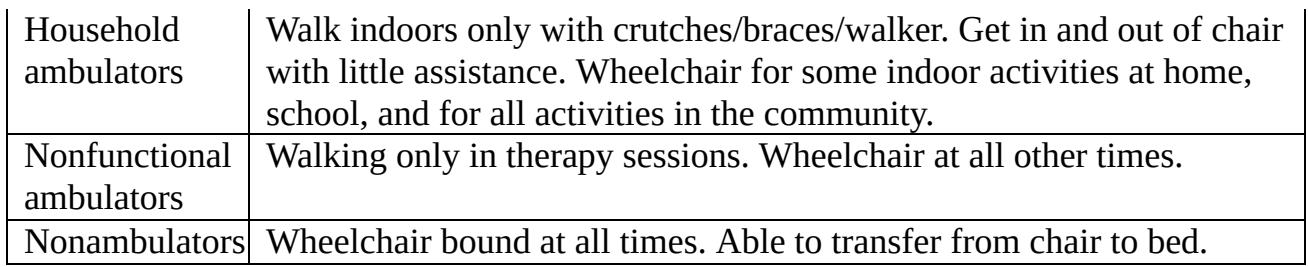 Household Walk indoors only with crutches/braces/walker. Get in and out of chair
ambulators with little assistance. Wheelchair for some indoor activities at home,
school, and for all activities in the community.
Nonfunctional Walking only in therapy sessions. Wheelchair at all other times.
ambulators
Nonambulators Wheelchair bound at all times. Able to transfer from chair to bed.